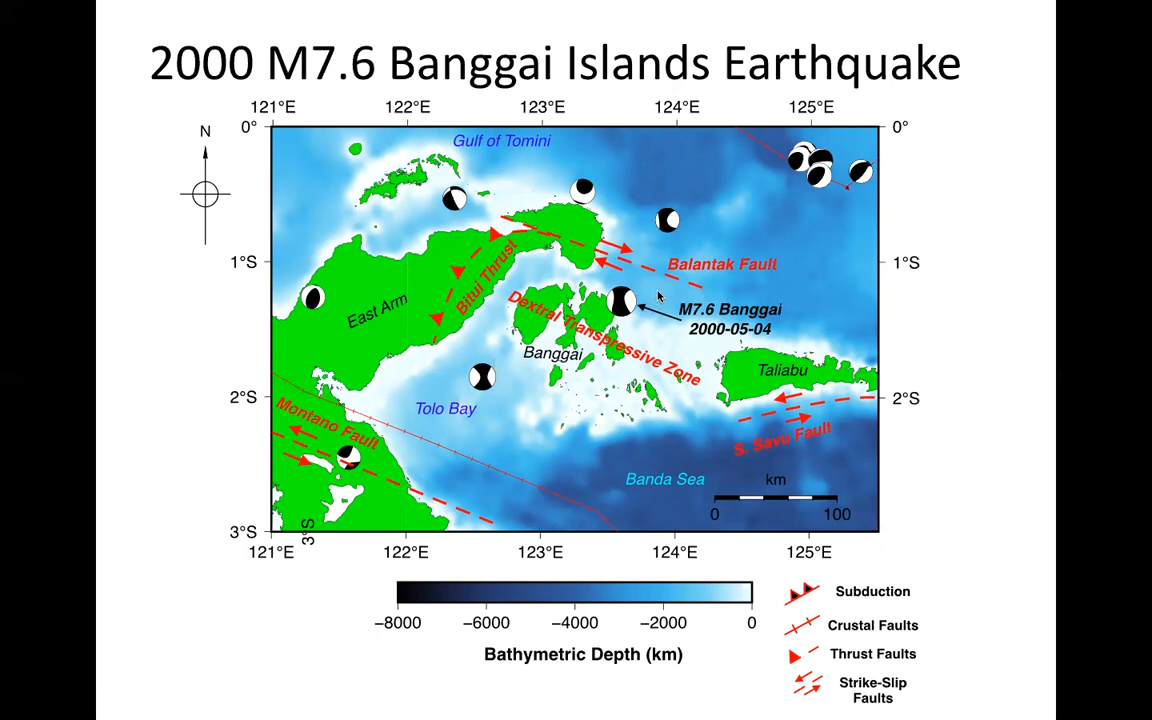 2000 M7.6 Banggai Islands Earthquake
121°E 122°E 123°E 124°E 125°E
N
0° 0°
Gulf of Tomini
1°S 1°S
Balantak Fault
Bitui Thrust
East Arm
Dextral Transpressive Zone
M7.6 Banggai
2000-05-04
Banggai
Taliabu
2°S 2°S
Tolo Bay
Montano Fault
S. Savu Fault
Banda Sea
km
0 100
3°S
3°S
121°E 122°E 123°E 124°E 125°E
−8000 −6000 −4000 −2000 0
Bathymetric Depth (km)
Subduction
Crustal Faults
Thrust Faults
Strike-Slip
Faults